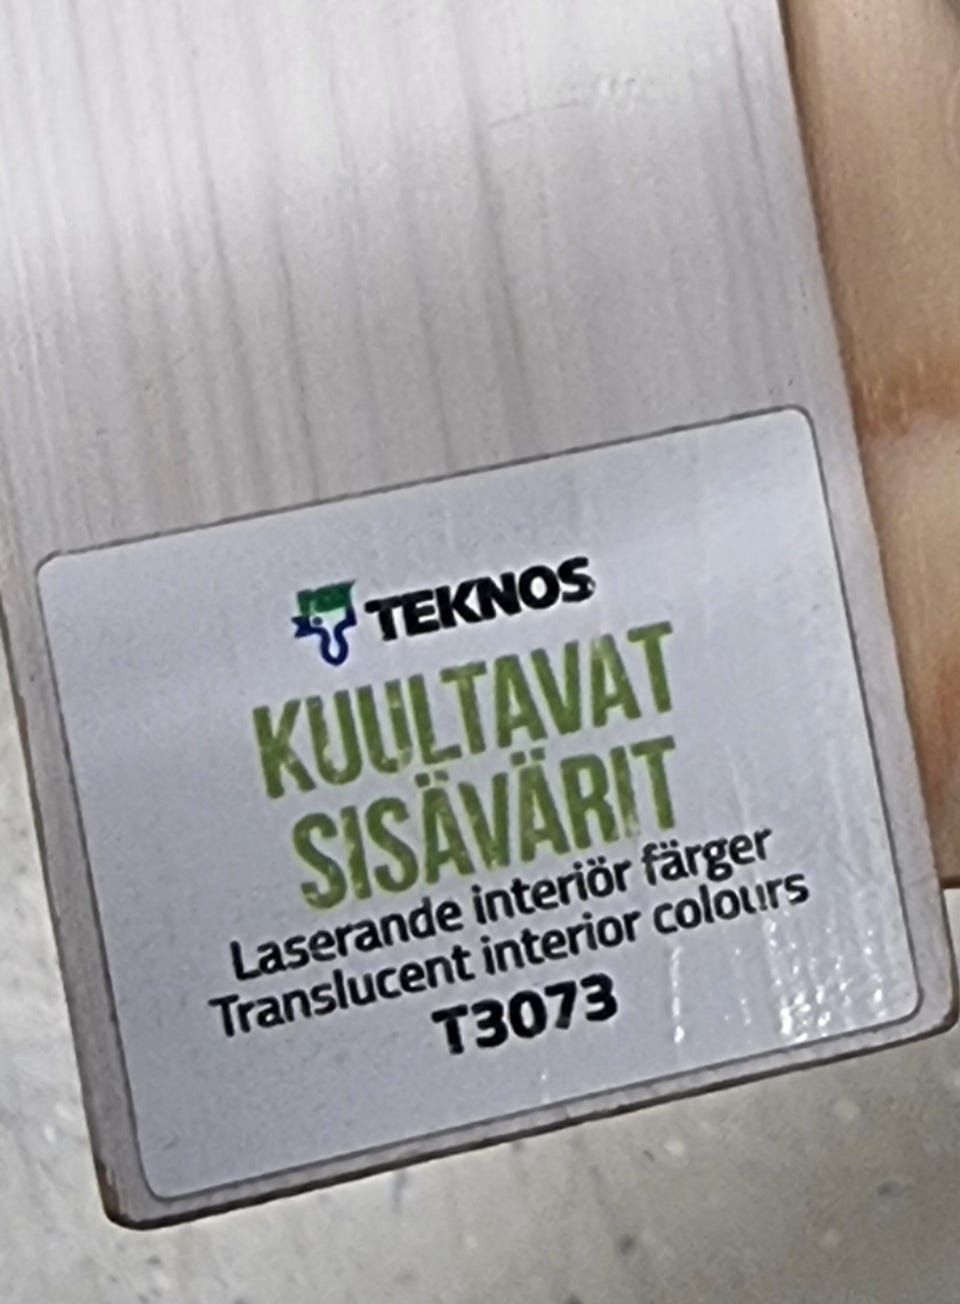 TEKNOS
KUULTAVAT
SISÄVÄRIT
Laserande interiör färger
Translucent interior colours
T3073